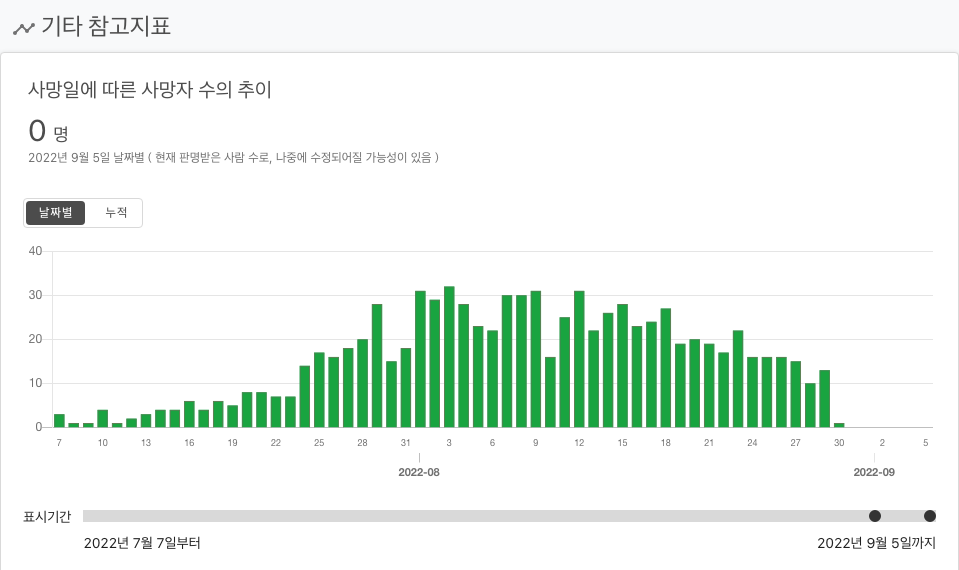 기타 참고지표
사망일에 따른 사망자 수의 추이
0 명
2022년 9월 5일 날짜별 ( 현재 판명받은 사람 수로, 나중에 수정되어질 가능성이 있음 )
날짜별 누적
40
30
20
10
0
7 10 13 16 19 22 25 28 31 3 6 9 12 15 18 21 24 27 30 2 5
2022-08 2022-09
표시기간
2022년 7월 7일부터 2022년 9월 5일까지